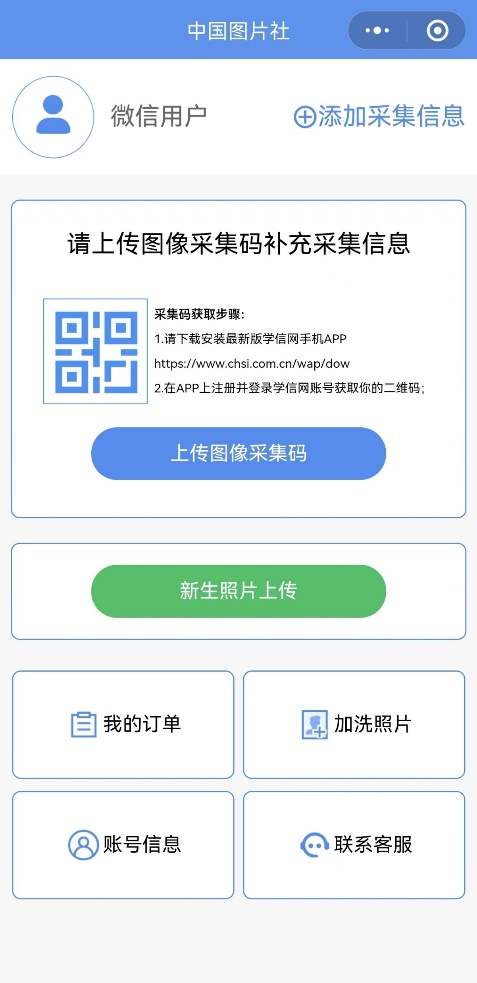 中国图片社
微信用户
添加采集信息
请上传图像采集码补充采集信息
采集码获取步骤：
1.请下载安装最新版学信网手机APP
https://www.chsi.com.cn/wap/dow
2.在APP上注册并登录学信网账号获取你的二维码；
上传图像采集码
新生照片上传
我的订单
加洗照片
账号信息
联系客服